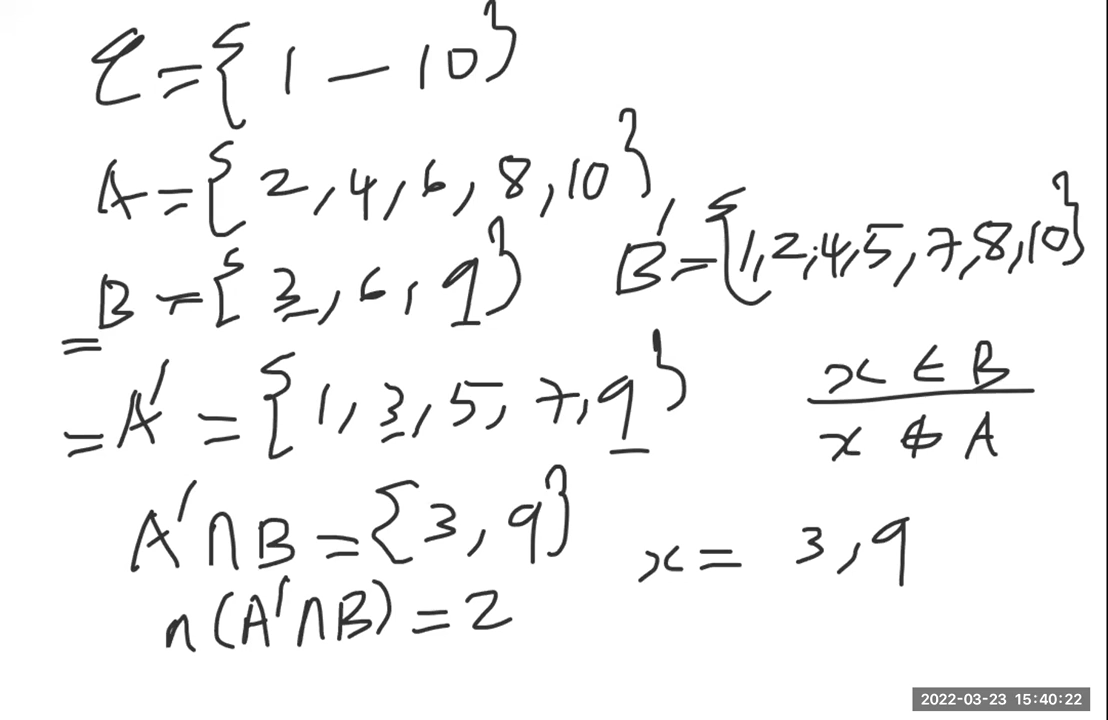 ℰ = { 1 — 10 }
A = { 2, 4, 6, 8, 10 },
B = { 3, 6, 9 }
B' = { 1, 2, 4, 5, 7, 8, 10 }
= A' = { 1, 3, 5, 7, 9 }
x ∈ B
x ∉ A
A' ∩ B = { 3, 9 }
x = 3, 9
n (A' ∩ B) = 2
2022-03-23 15:40:22